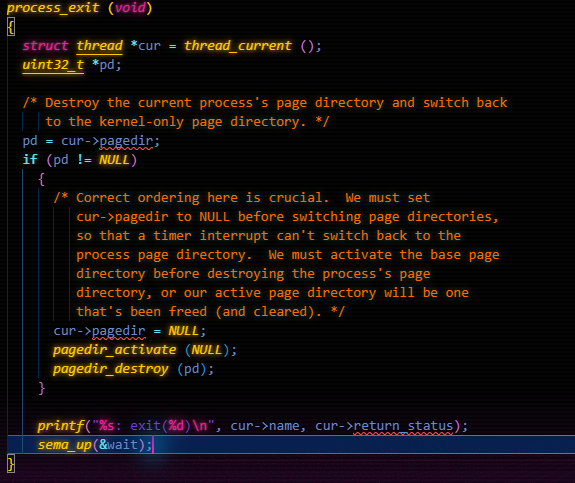 process_exit (void)
{
  struct thread *cur = thread_current ();
  uint32_t *pd;

  /* Destroy the current process's page directory and switch back
     to the kernel-only page directory. */
  pd = cur->pagedir;
  if (pd != NULL)
    {
      /* Correct ordering here is crucial.  We must set
         cur->pagedir to NULL before switching page directories,
         so that a timer interrupt can't switch back to the
         process page directory.  We must activate the base page
         directory before destroying the process's page
         directory, or our active page directory will be one
         that's been freed (and cleared). */
      cur->pagedir = NULL;
      pagedir_activate (NULL);
      pagedir_destroy (pd);
    }

    printf("%s: exit(%d)\n", cur->name, cur->return_status);
    sema_up(&wait);
}